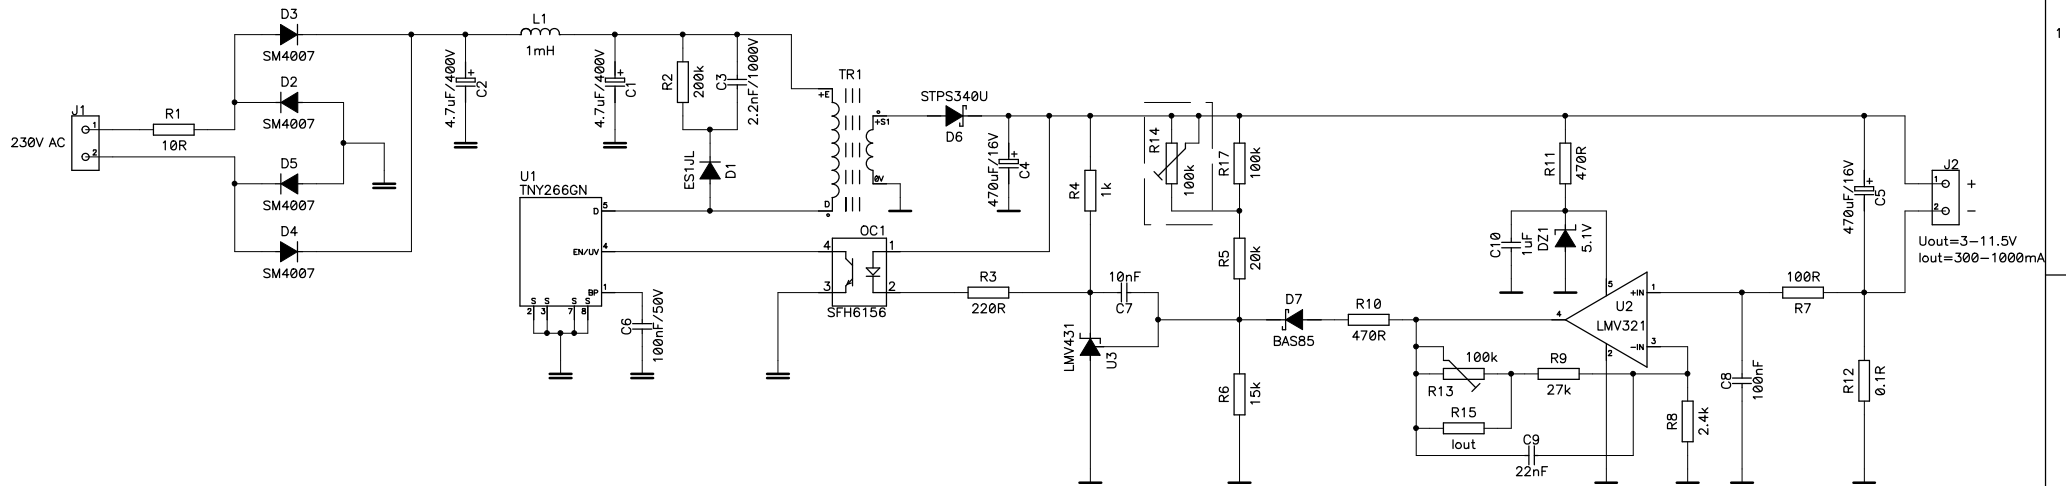 230V AC
J1
1
2
R1
10R
D3
SM4007
D2
SM4007
D5
SM4007
D4
SM4007
4.7uF/400V
+
C2
L1
1mH
4.7uF/400V
+
C1
R2
200k
C3
2.2nF/1000V
ES1JL
D1
U1
TNY266GN
D
5
EN/UV
4
BP
1
S S S S
2 3 7 8
C6
100nF/50V
TR1
+E
D
+S1
0V
OC1
4
3
1
2
SFH6156
STPS340U
D6
470uF/16V
+
C4
R4
1k
R3
220R
10nF
C7
LMV431
U3
R14
100k
R17
100k
R5
20k
R6
15k
D7
BAS85
R10
470R
R11
470R
C10
1uF
DZ1
5.1V
U2
LMV321
+IN
-IN
1
3
5
2
4
100k
R13
R9
27k
R15
Iout
C9
22nF
R8
2.4k
C8
100nF
100R
R7
R12
0.1R
470uF/16V
+
C5
J2
1
2
+
−
Uout=3−11.5V
Iout=300−1000mA
1